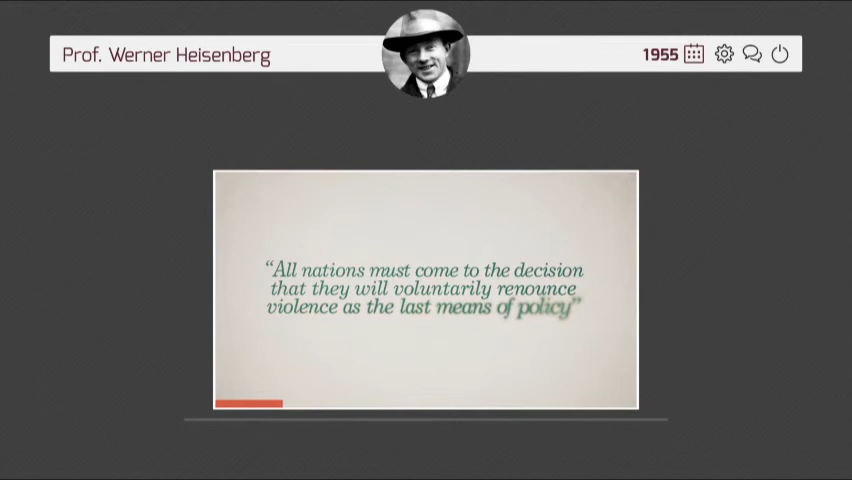 Prof. Werner Heisenberg
1955
“All nations must come to the decision
that they will voluntarily renounce
violence as the last means of policy”